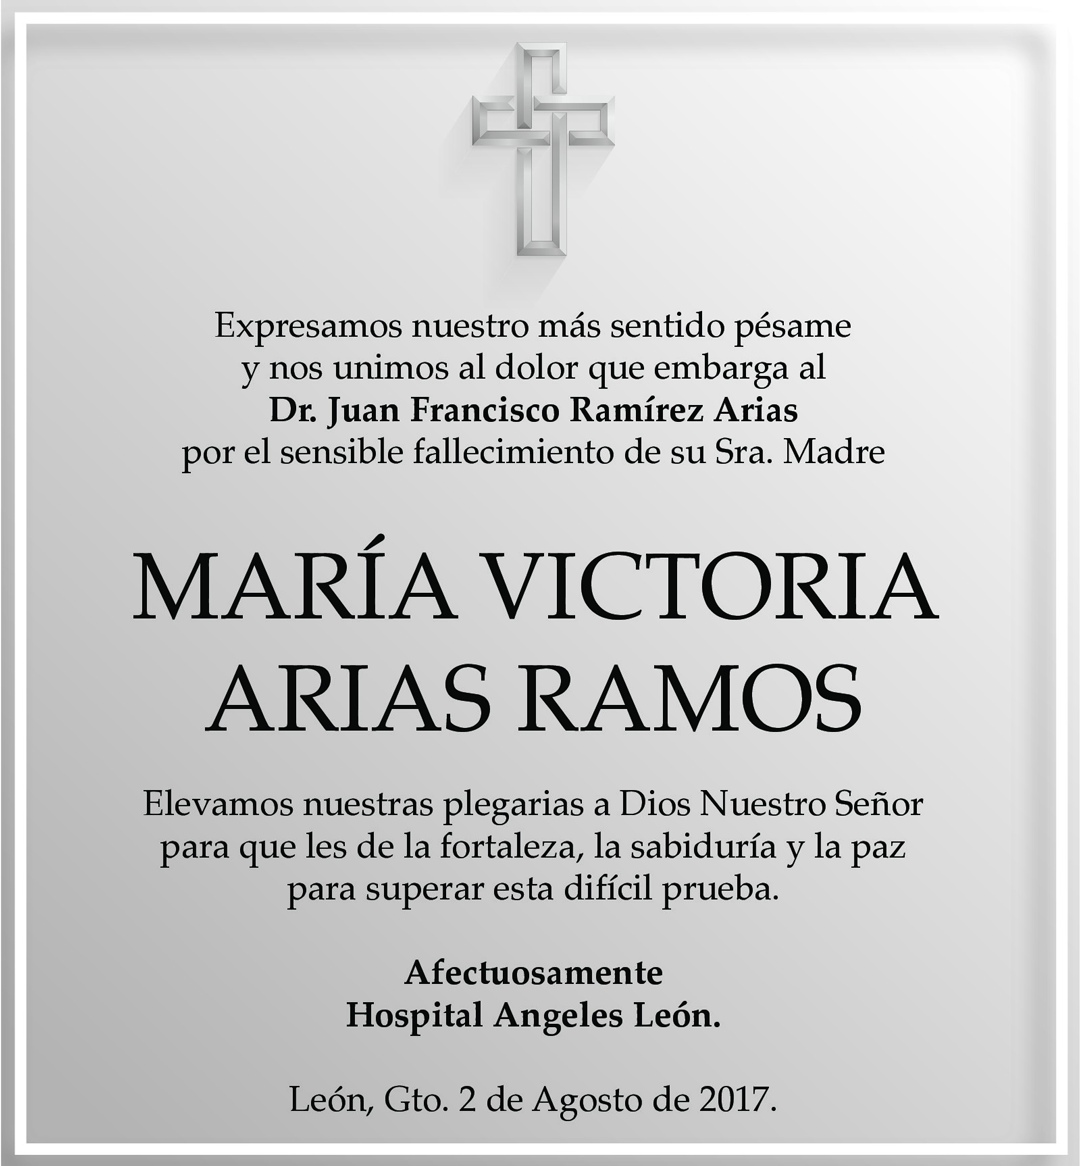 Expresamos nuestro más sentido pésame
y nos unimos al dolor que embarga al
Dr. Juan Francisco Ramírez Arias
por el sensible fallecimiento de su Sra. Madre
MARÍA VICTORIA
ARIAS RAMOS
Elevamos nuestras plegarias a Dios Nuestro Señor
para que les de la fortaleza, la sabiduría y la paz
para superar esta difícil prueba.
Afectuosamente
Hospital Angeles León.
León, Gto. 2 de Agosto de 2017.